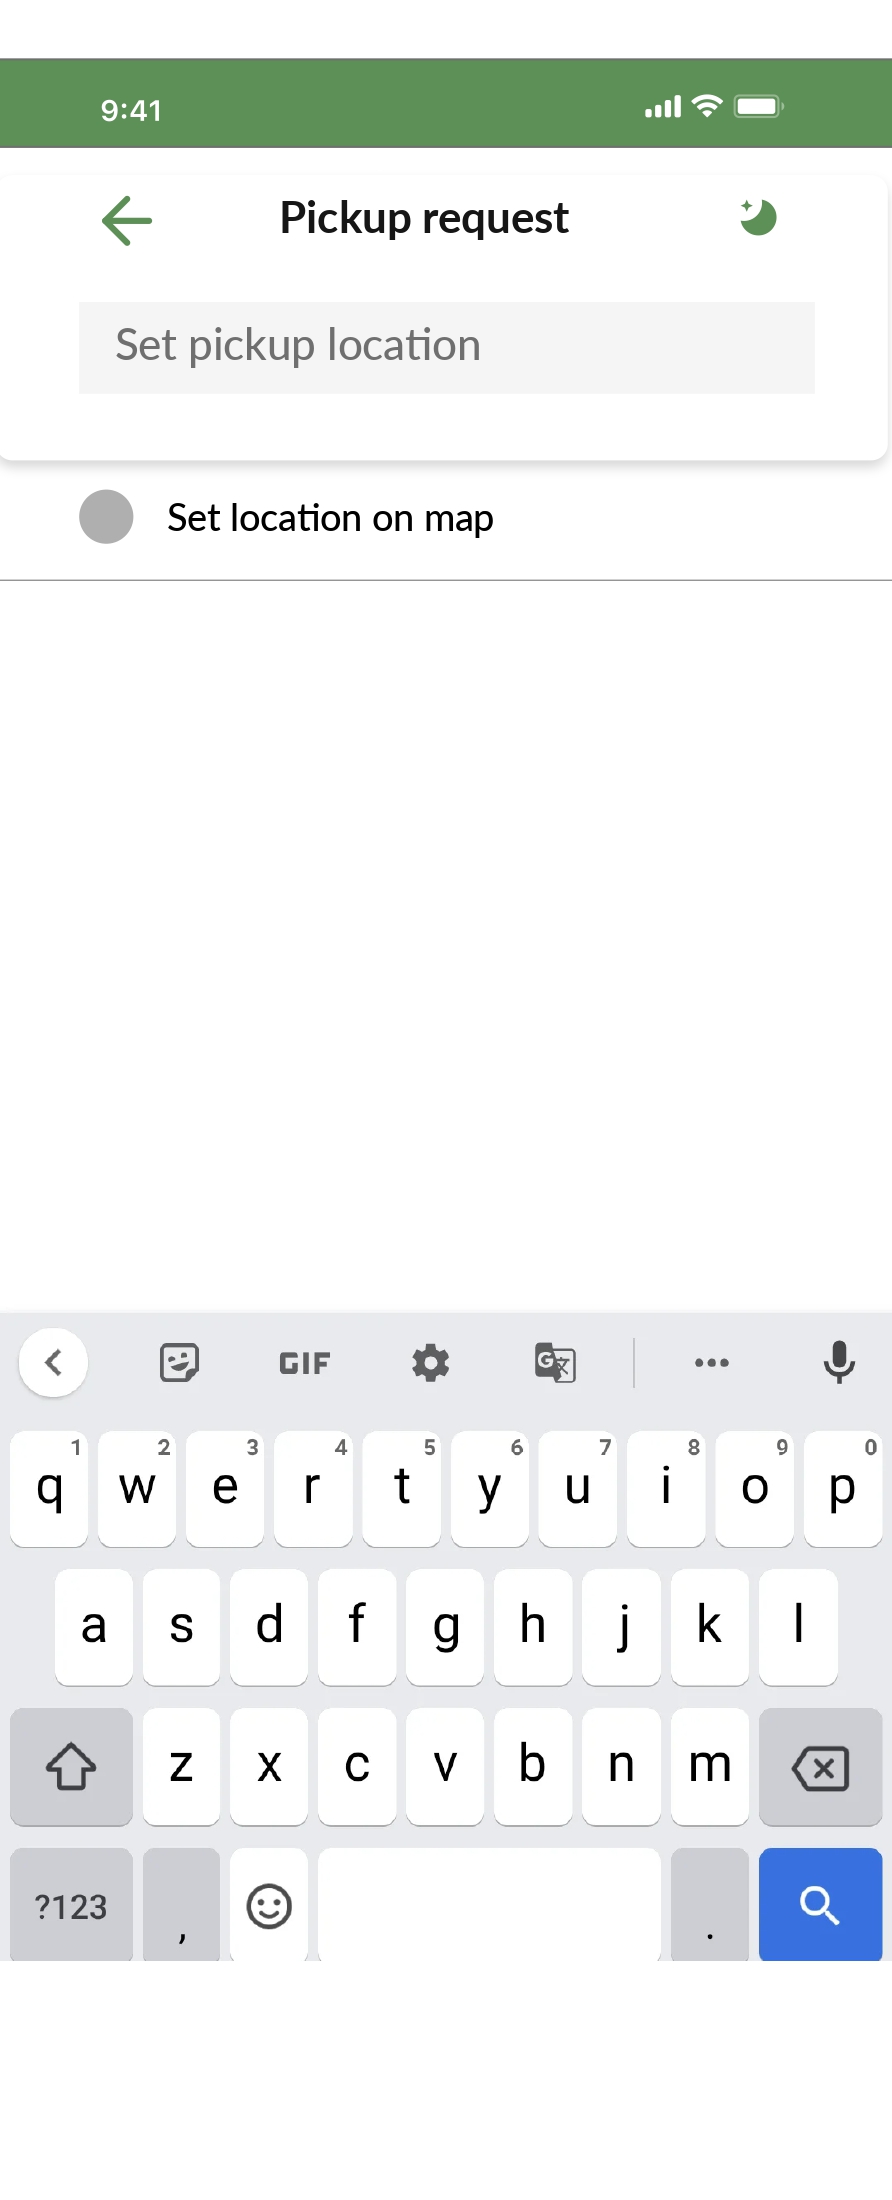 9:41
Pickup request
Set pickup location
Set location on map
GIF
G 文
q 1 w 2 e 3 r 4 t 5 y 6 u 7 i 8 o 9 p 0
a s d f g h j k l
z x c v b n m
?123 , .